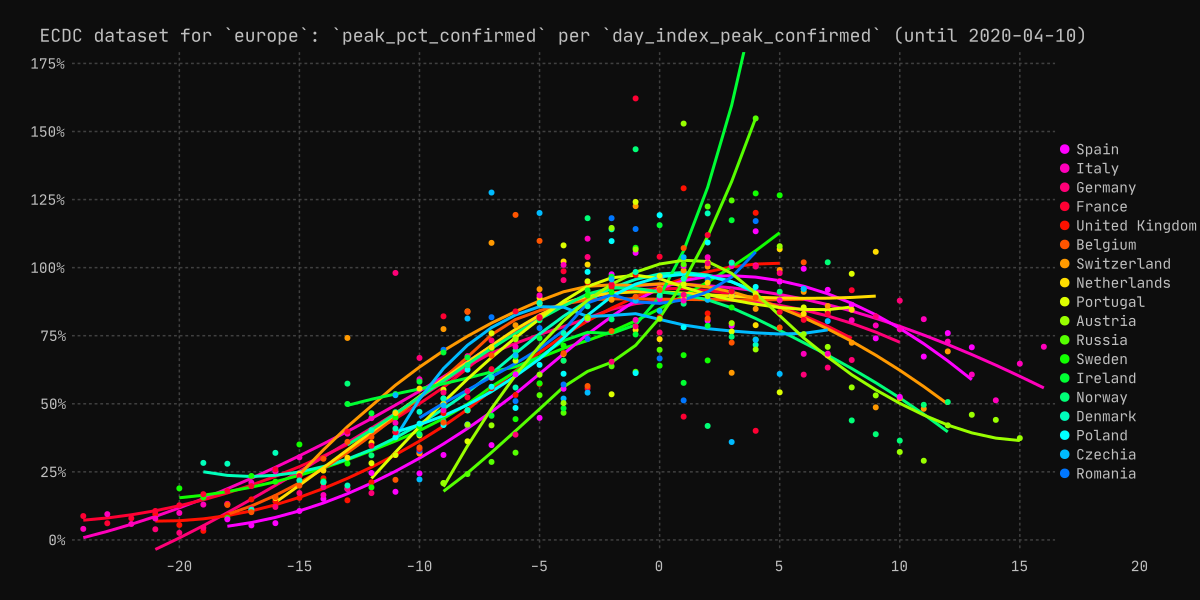 ECDC dataset for `europe`: `peak_pct_confirmed` per `day_index_peak_confirmed` (until 2020-04-10)
175%
150%
125%
100%
75%
50%
25%
0%
-20 -15 -10 -5 0 5 10 15 20
Spain
Italy
Germany
France
United Kingdom
Belgium
Switzerland
Netherlands
Portugal
Austria
Russia
Sweden
Ireland
Norway
Denmark
Poland
Czechia
Romania